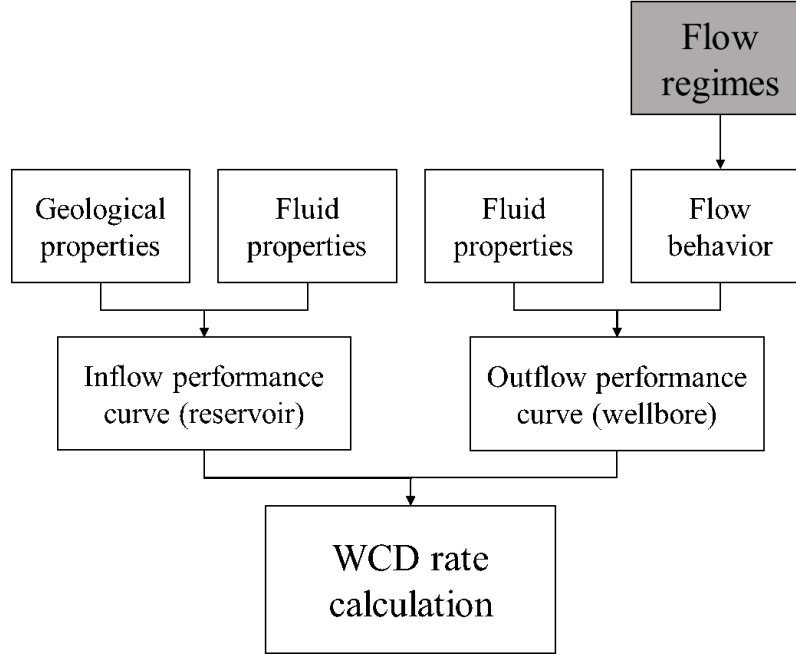 Flow
regimes
Geological
properties
Fluid
properties
Fluid
properties
Flow
behavior
Inflow performance
curve (reservoir)
Outflow performance
curve (wellbore)
WCD rate
calculation